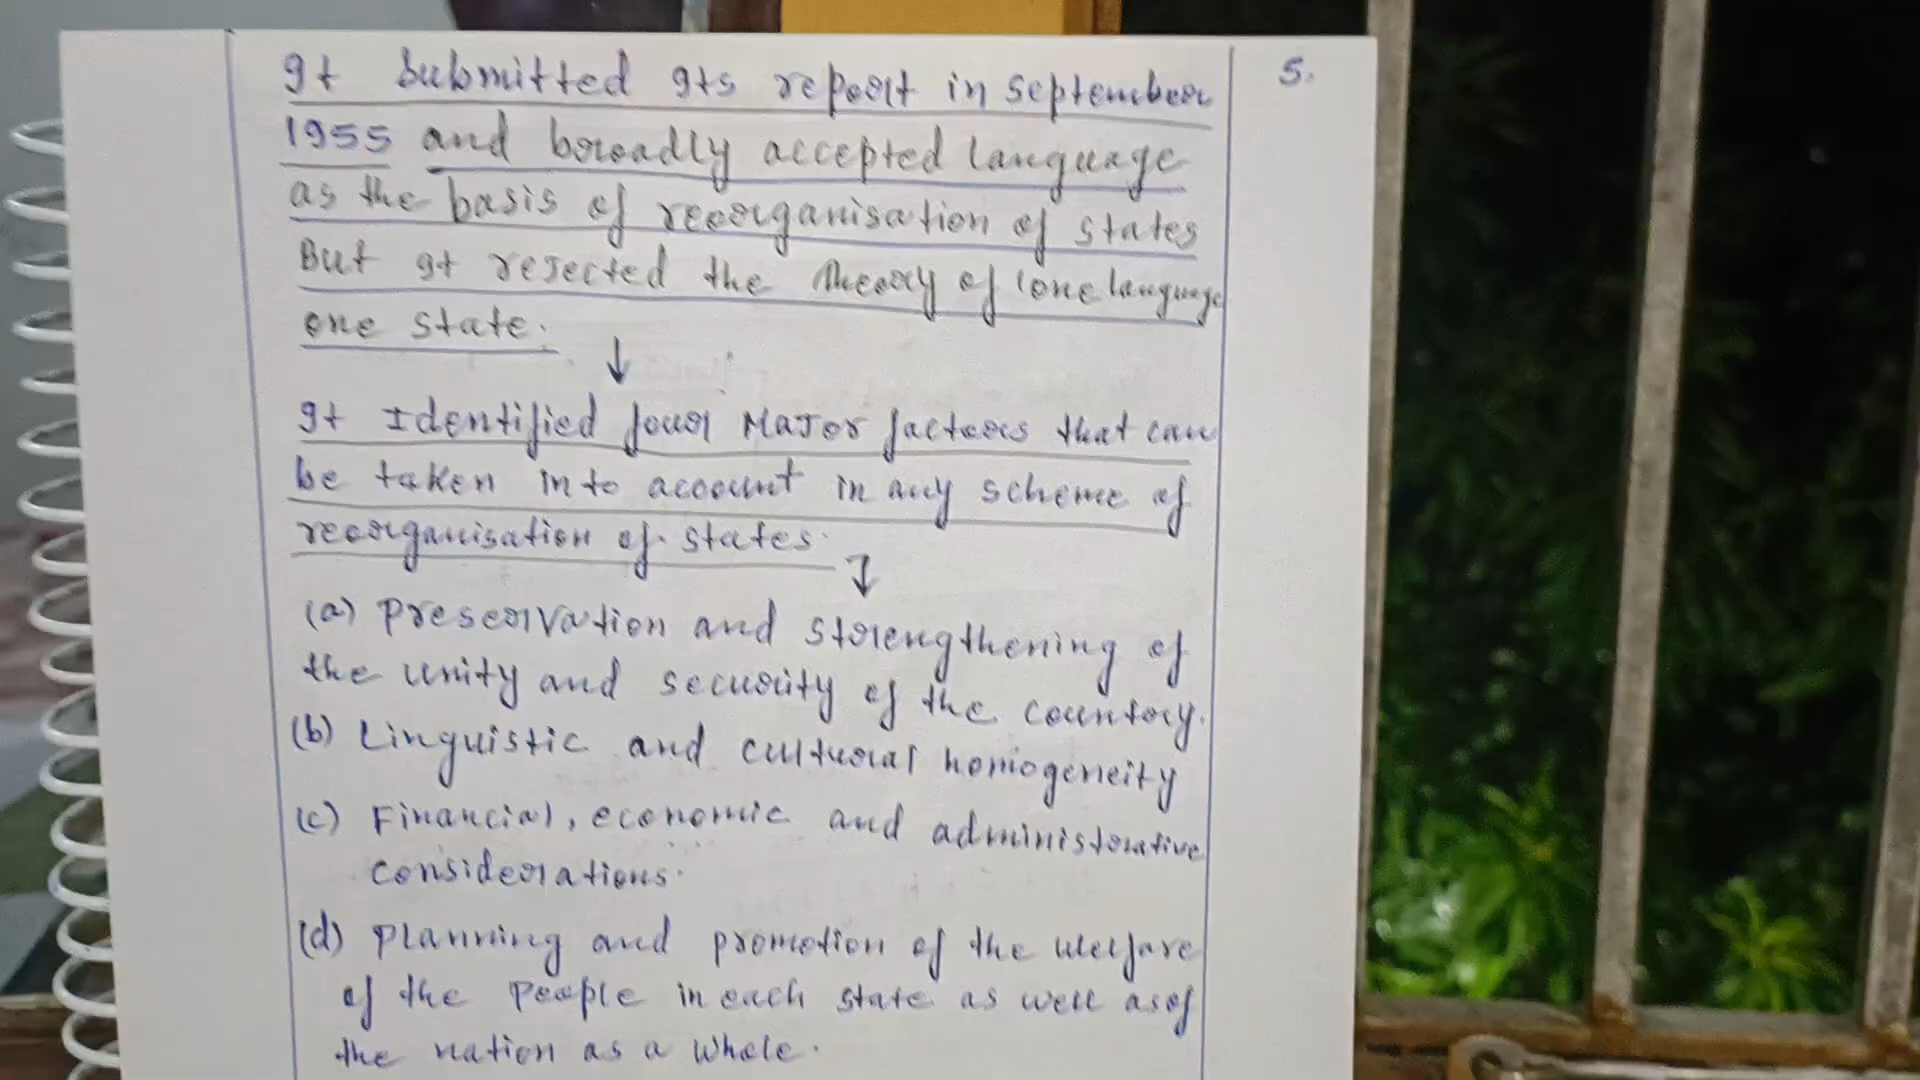 It submitted Its report in september
5.
1955 and broadly accepted language
as the basis of reorganisation of states
But It rejected the theory of 'one language
one state.
↓
It Identified four Major factors that can
be taken in to account in any scheme of
reorganisation of states.
↓
(a) preservation and strengthening of
the unity and security of the country.
(b) Linguistic and cultural homogeneity
(c) Financial, economic and administrative
considerations.
(d) planning and promotion of the welfare
of the people in each state as well as of
the nation as a whole.